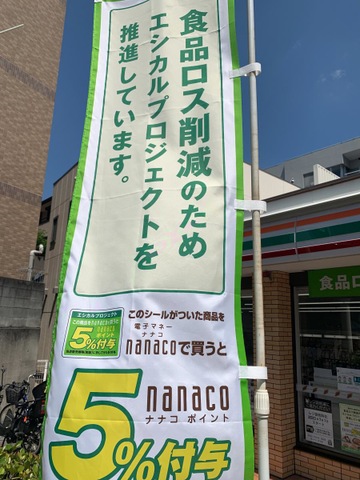 食品ロス削減のため
エシカルプロジェクトを
推進しています。
エシカルプロジェクト
5%付与
このシールがついた商品を
電子マネー
ナナコ
nanacoで買うと
nanaco
ナナコ ポイント
5%付与